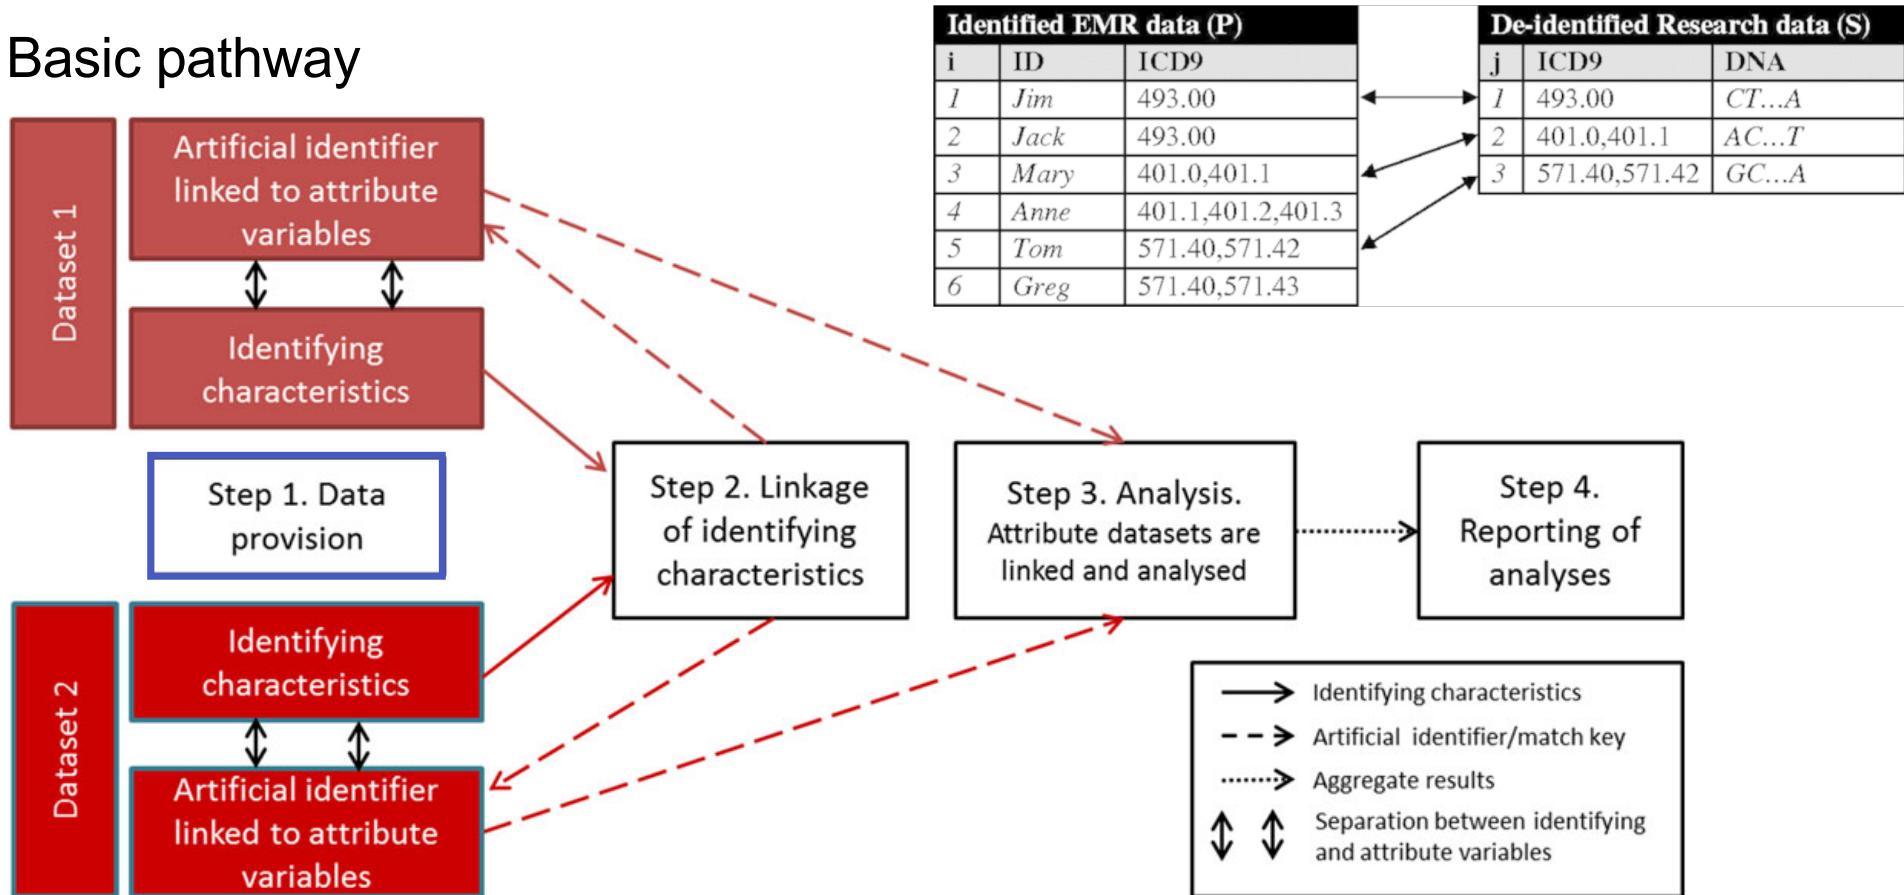 Basic pathway
Identified EMR data (P)
i ID ICD9
1 Jim 493.00
2 Jack 493.00
3 Mary 401.0,401.1
4 Anne 401.1,401.2,401.3
5 Tom 571.40,571.42
6 Greg 571.40,571.43
De-identified Research data (S)
j ICD9 DNA
1 493.00 CT...A
2 401.0,401.1 AC...T
3 571.40,571.42 GC...A
Dataset 1
Artificial identifier
linked to attribute
variables
Identifying
characteristics
Step 1. Data
provision
Dataset 2
Identifying
characteristics
Artificial identifier
linked to attribute
variables
Step 2. Linkage
of identifying
characteristics
Step 3. Analysis.
Attribute datasets are
linked and analysed
Step 4.
Reporting of
analyses
Identifying characteristics
Artificial identifier/match key
Aggregate results
Separation between identifying
and attribute variables